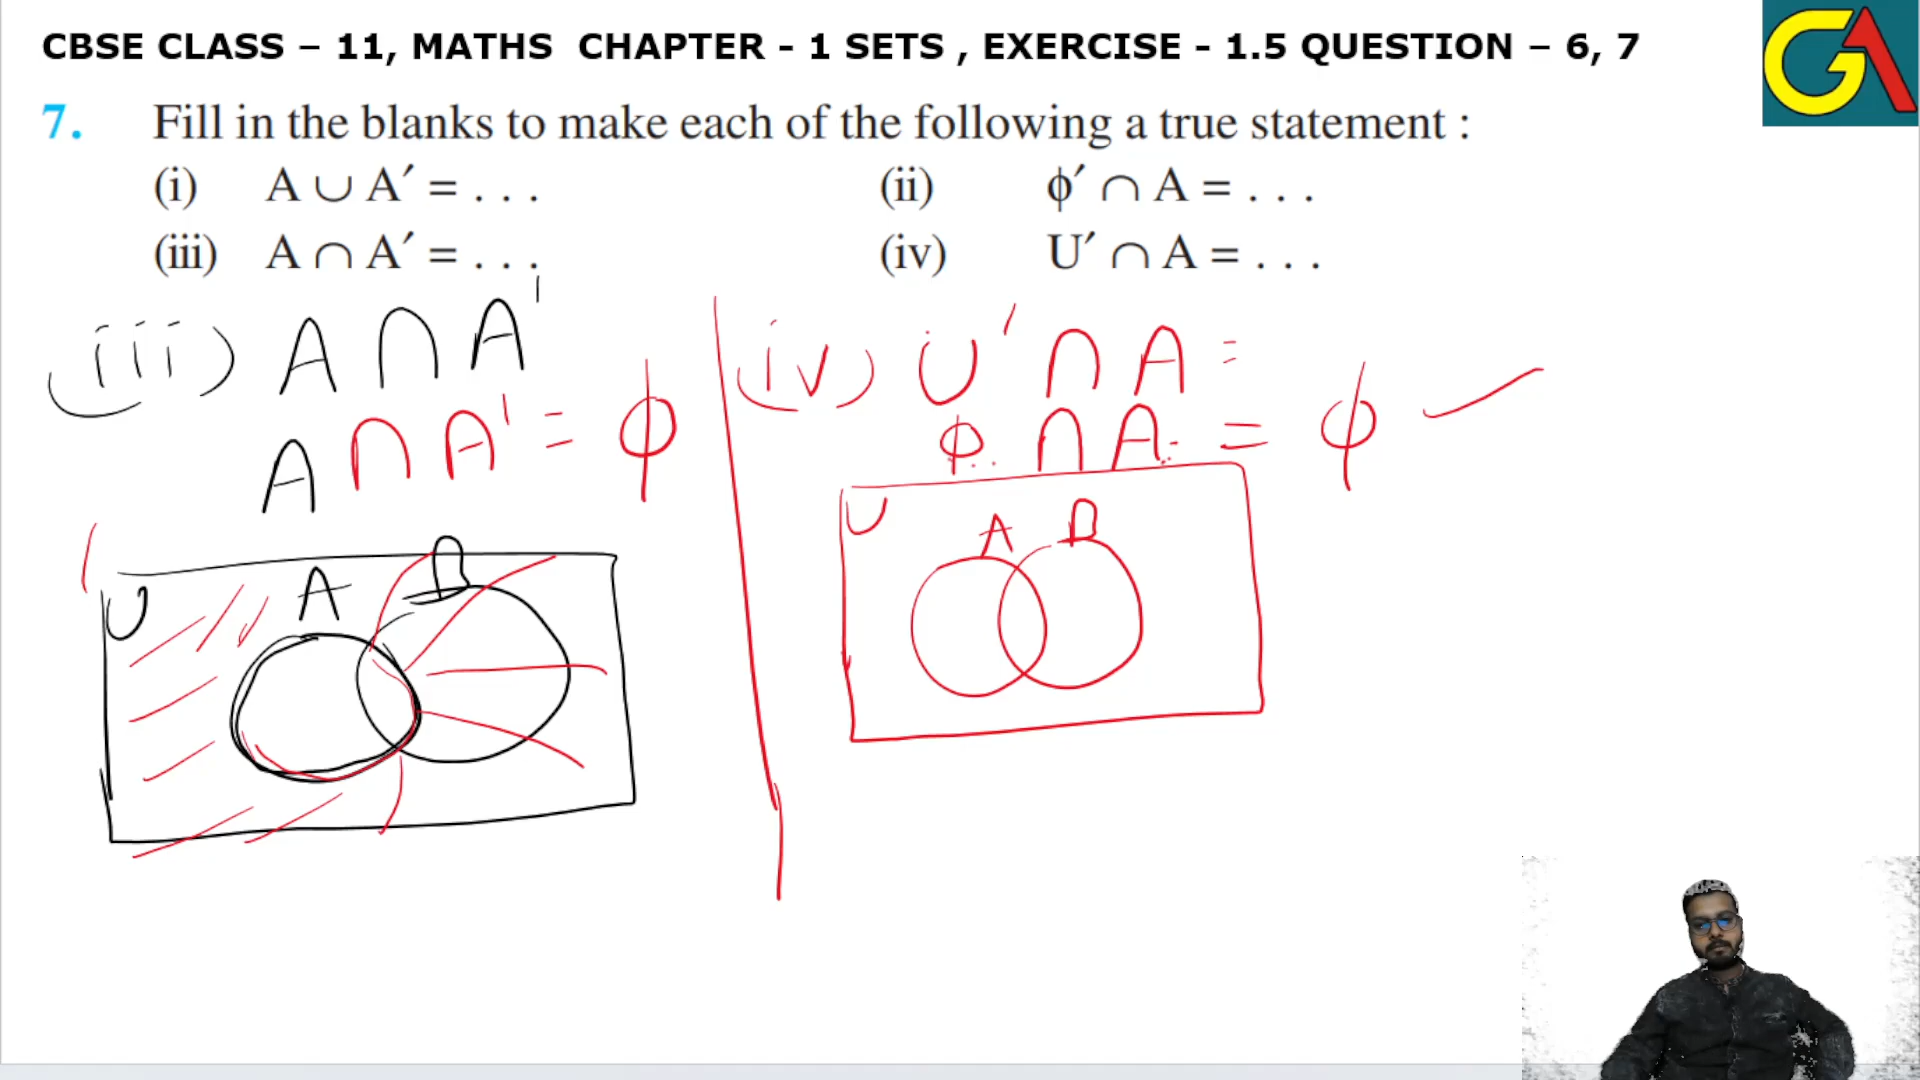 CBSE CLASS – 11, MATHS CHAPTER - 1 SETS , EXERCISE - 1.5 QUESTION – 6, 7
GA
7. Fill in the blanks to make each of the following a true statement :
(i) A ∪ A′ = . . . (ii) ϕ′ ∩ A = . . .
(iii) A ∩ A′ = . . . (iv) U′ ∩ A = . . .
(iii) A ∩ A' (iv) U' ∩ A =
A ∩ A' = ϕ ϕ ∩ A = ϕ
U A B
U A B